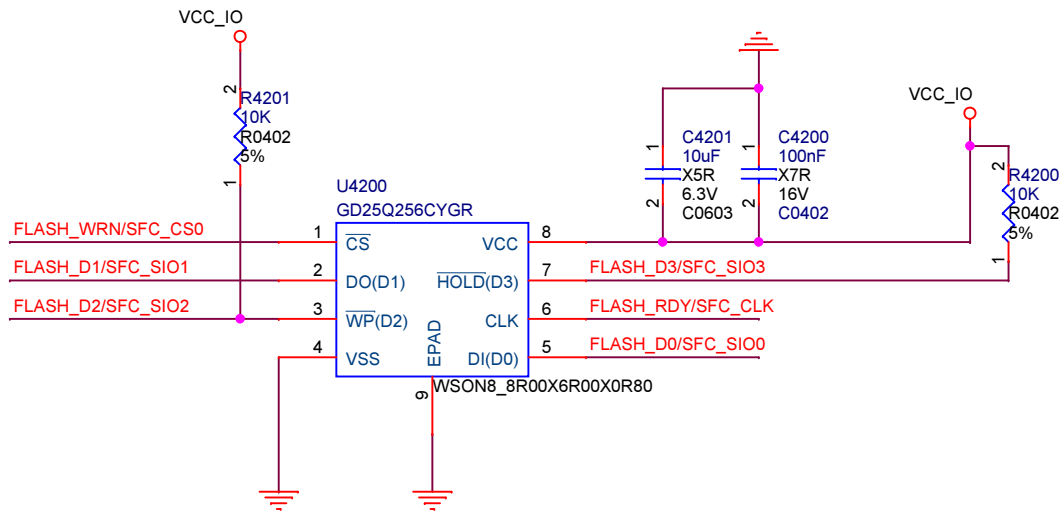 VCC_IO
2
R4201
10K
R0402
5%
1
VCC_IO
1
C4201
10uF
X5R
6.3V
C0603
2
1
C4200
100nF
X7R
16V
C0402
2
2
R4200
10K
R0402
5%
1
U4200
GD25Q256CYGR
FLASH_WRN/SFC_CS0
1
CS
VCC
8
FLASH_D1/SFC_SIO1
2
DO(D1)
HOLD(D3)
7
FLASH_D3/SFC_SIO3
FLASH_D2/SFC_SIO2
3
WP(D2)
CLK
6
FLASH_RDY/SFC_CLK
4
VSS
EPAD
DI(D0)
5
FLASH_D0/SFC_SIO0
9
WSON8_8R00X6R00X0R80